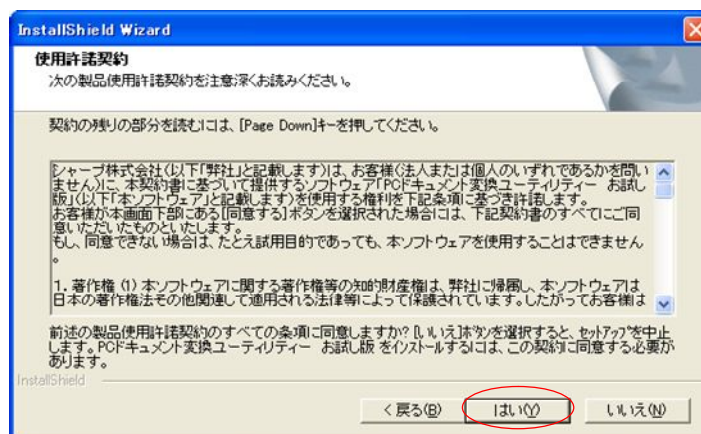 InstallShield Wizard
使用許諾契約
次の製品使用許諾契約を注意深くお読みください。
契約の残りの部分を読むには、[Page Down]キーを押してください。
シャープ株式会社(以下「弊社」と記載します)は、お客様(法人または個人のいずれであるかを問い
ません)に、本契約書に基づいて提供するソフトウェア「PCドキュメント変換ユーティリティー お試し
版」(以下「本ソフトウェア」と記載します)を使用する権利を下記条項に基づき許諾します。
お客様が本画面下部にある[同意する]ボタンを選択された場合には、下記契約書のすべてにご同
意いただいたものといたします。
もし、同意できない場合は、たとえ試用目的であっても、本ソフトウェアを使用することはできません
。
1. 著作権 (1) 本ソフトウェアに関する著作権等の知的財産権は、弊社に帰属し、本ソフトウェアは
日本の著作権法その他関連して適用される法律等によって保護されています。したがってお客様は
前述の製品使用許諾契約のすべての条項に同意しますか? [いいえ]ボタンを選択すると、セットアップを中止
します。PCドキュメント変換ユーティリティー お試し版 をインストールするには、この契約に同意する必要が
あります。
InstallShield
< 戻る(B)
はい(Y)
いいえ(N)